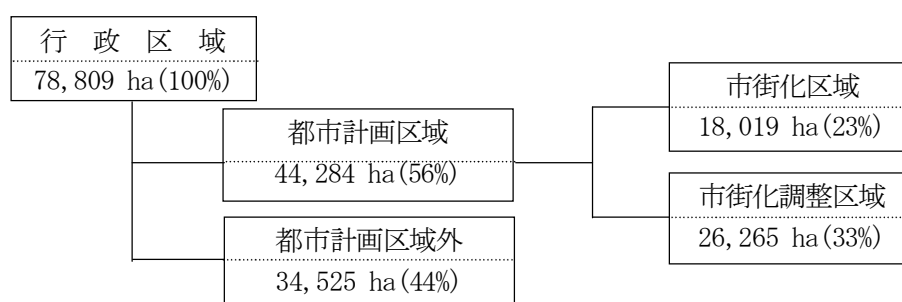 行　政　区　域
78,809 ha(100%)
都市計画区域
44,284 ha(56%)
都市計画区域外
34,525 ha(44%)
市街化区域
18,019 ha(23%)
市街化調整区域
26,265 ha(33%)